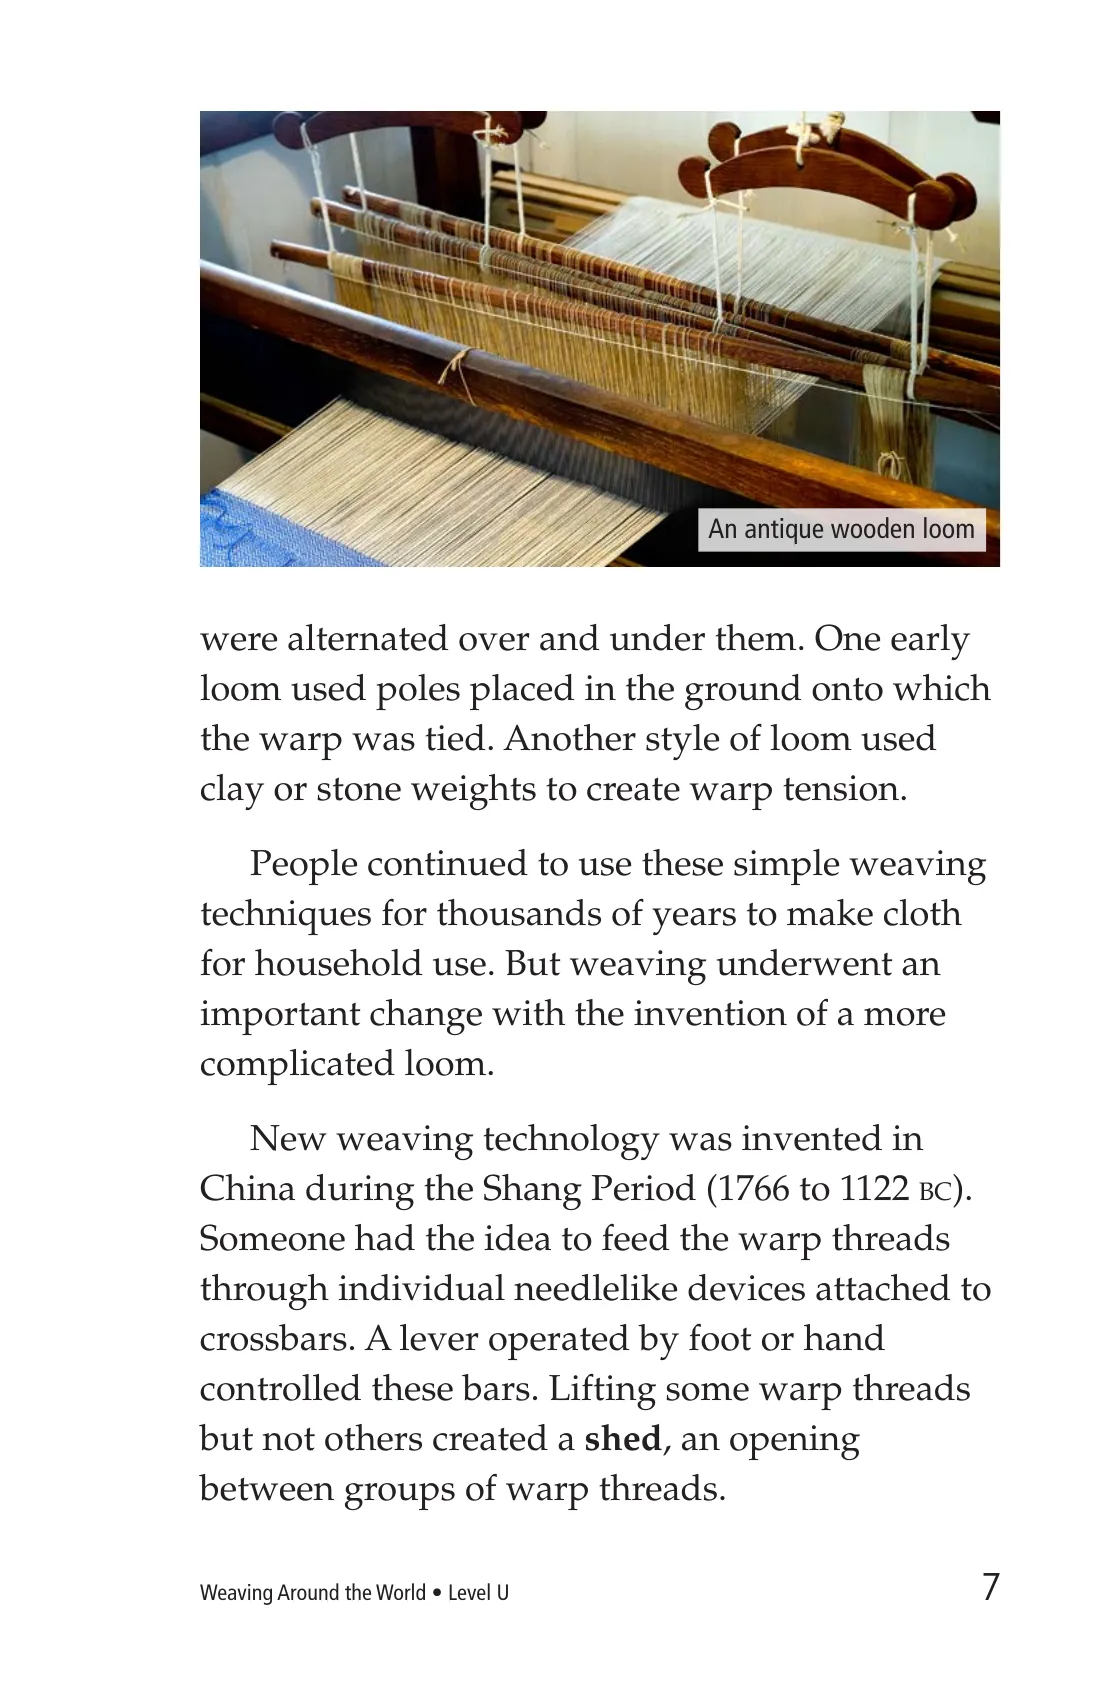 An antique wooden loom
were alternated over and under them. One early
loom used poles placed in the ground onto which
the warp was tied. Another style of loom used
clay or stone weights to create warp tension.
People continued to use these simple weaving
techniques for thousands of years to make cloth
for household use. But weaving underwent an
important change with the invention of a more
complicated loom.
New weaving technology was invented in
China during the Shang Period (1766 to 1122 BC).
Someone had the idea to feed the warp threads
through individual needlelike devices attached to
crossbars. A lever operated by foot or hand
controlled these bars. Lifting some warp threads
but not others created a shed, an opening
between groups of warp threads.
Weaving Around the World • Level U 7